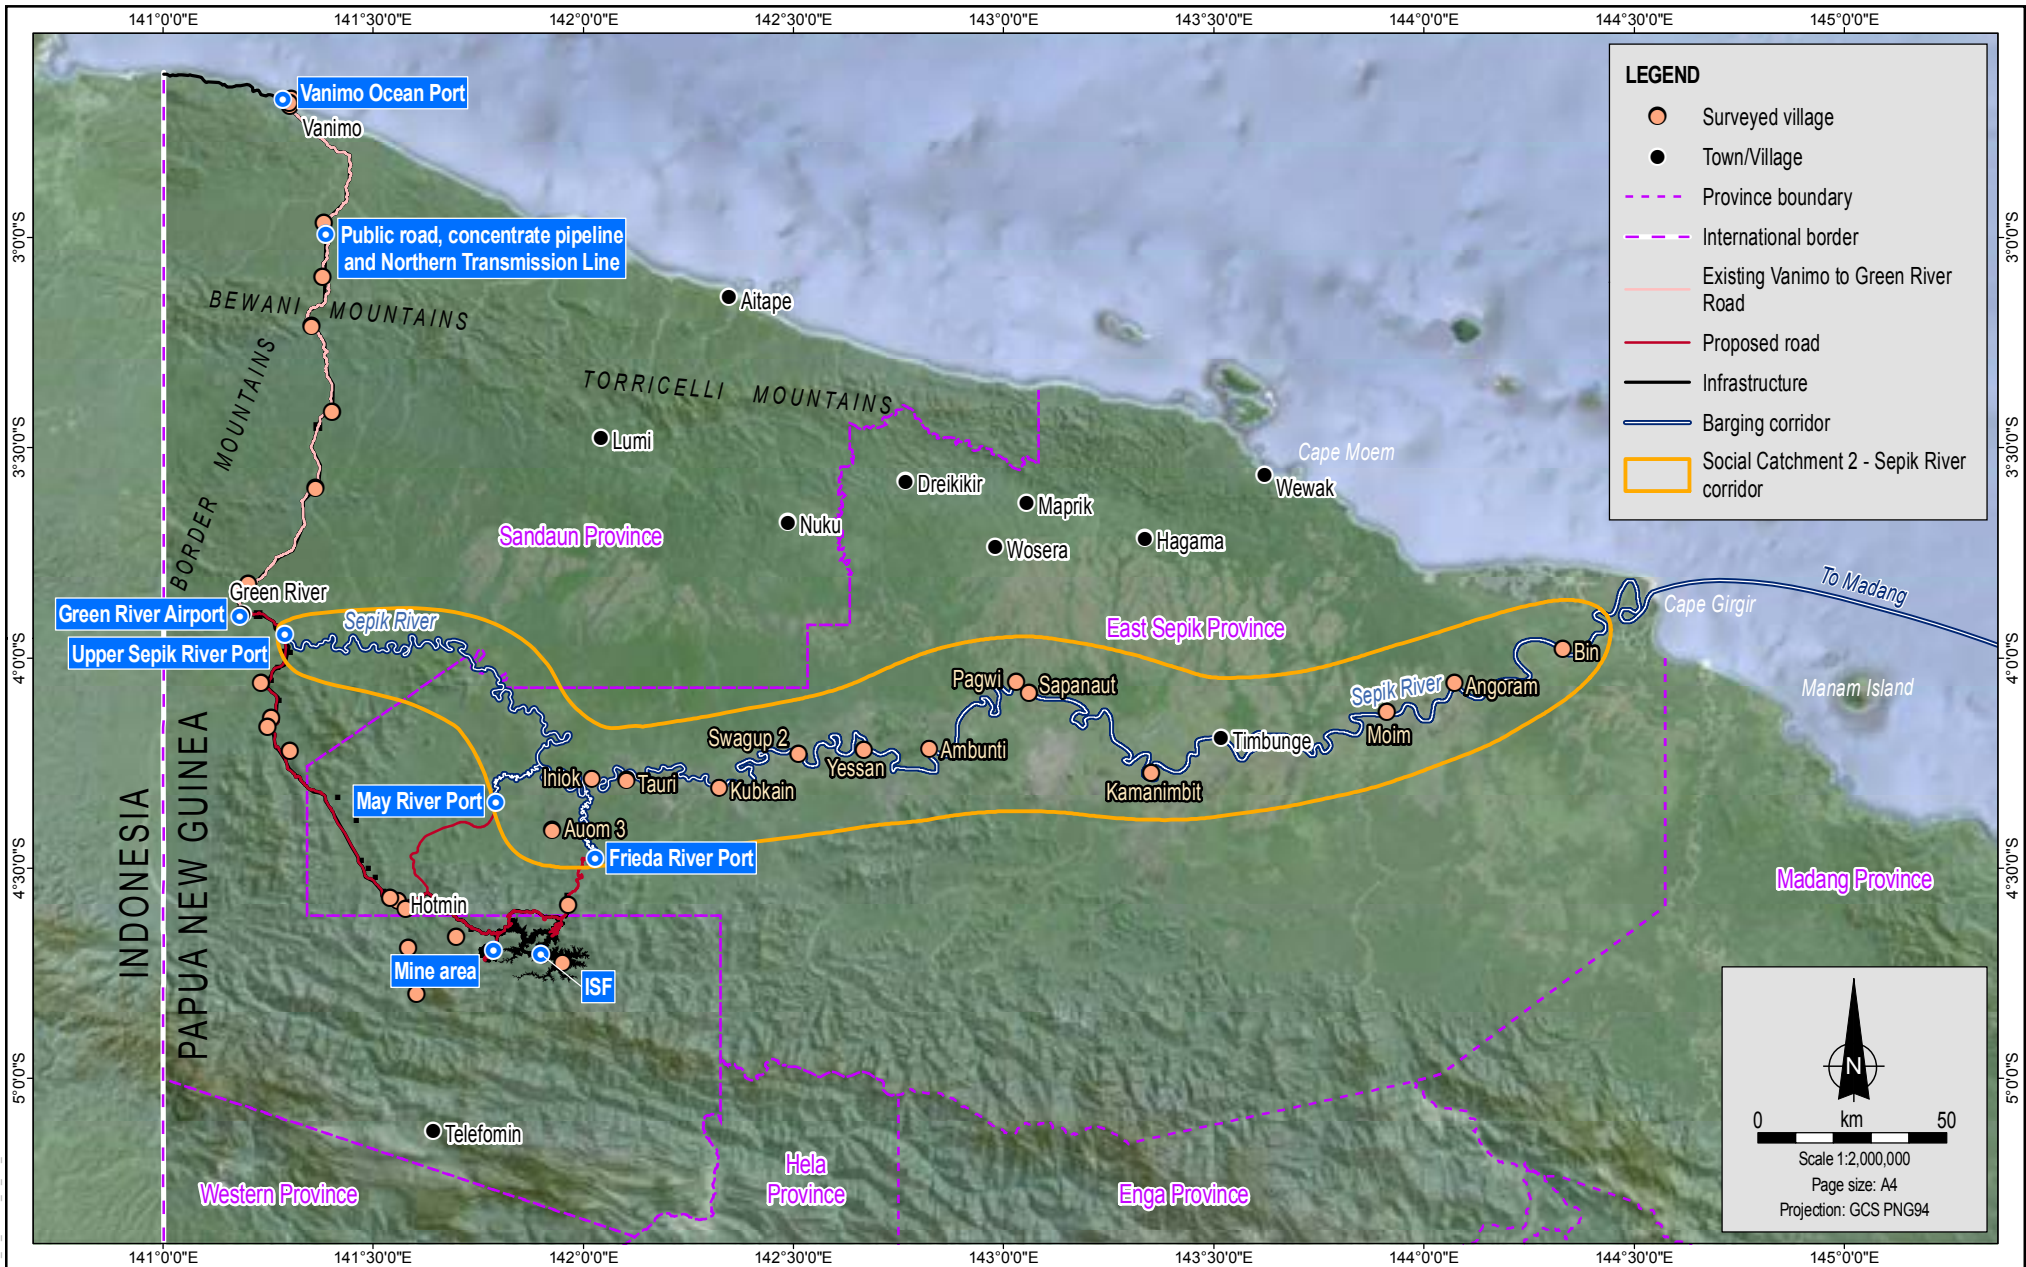 141°0'0"E
141°30'0"E
142°0'0"E
142°30'0"E
143°0'0"E
143°30'0"E
144°0'0"E
144°30'0"E
145°0'0"E
LEGEND
Surveyed village
Town/Village
Province boundary
International border
Existing Vanimo to Green River
Road
Proposed road
Infrastructure
Barging corridor
Social Catchment 2 - Sepik River
corridor
Vanimo Ocean Port
Vanimo
3°0'0"S
3°0'0"S
Public road, concentrate pipeline
and Northern Transmission Line
BEWANI MOUNTAINS
Aitape
BORDER MOUNTAINS
TORRICELLI MOUNTAINS
Lumi
3°30'0"S
3°30'0"S
Cape Moem
Wewak
Dreikikir
Maprik
Nuku
Wosera
Hagama
Sandaun Province
Green River
Green River Airport
Sepik River
Upper Sepik River Port
East Sepik Province
To Madang
Cape Girgir
4°0'0"S
4°0'0"S
Bin
Pagwi
Sapanaut
Sepik River
Angoram
Manam Island
Moim
Timbunge
Swagup 2
Ambunti
Yessan
Iniok
Tauri
Kubkain
Kamanimbit
May River Port
Auom 3
Frieda River Port
INDONESIA
PAPUA NEW GUINEA
4°30'0"S
4°30'0"S
Hotmin
Madang Province
Mine area
ISF
5°0'0"S
5°0'0"S
Telefomin
Western Province
Hela
Province
Enga Province
N
0 km 50
Scale 1:2,000,000
Page size: A4
Projection: GCS PNG94
141°0'0"E
141°30'0"E
142°0'0"E
142°30'0"E
143°0'0"E
143°30'0"E
144°0'0"E
144°30'0"E
145°0'0"E